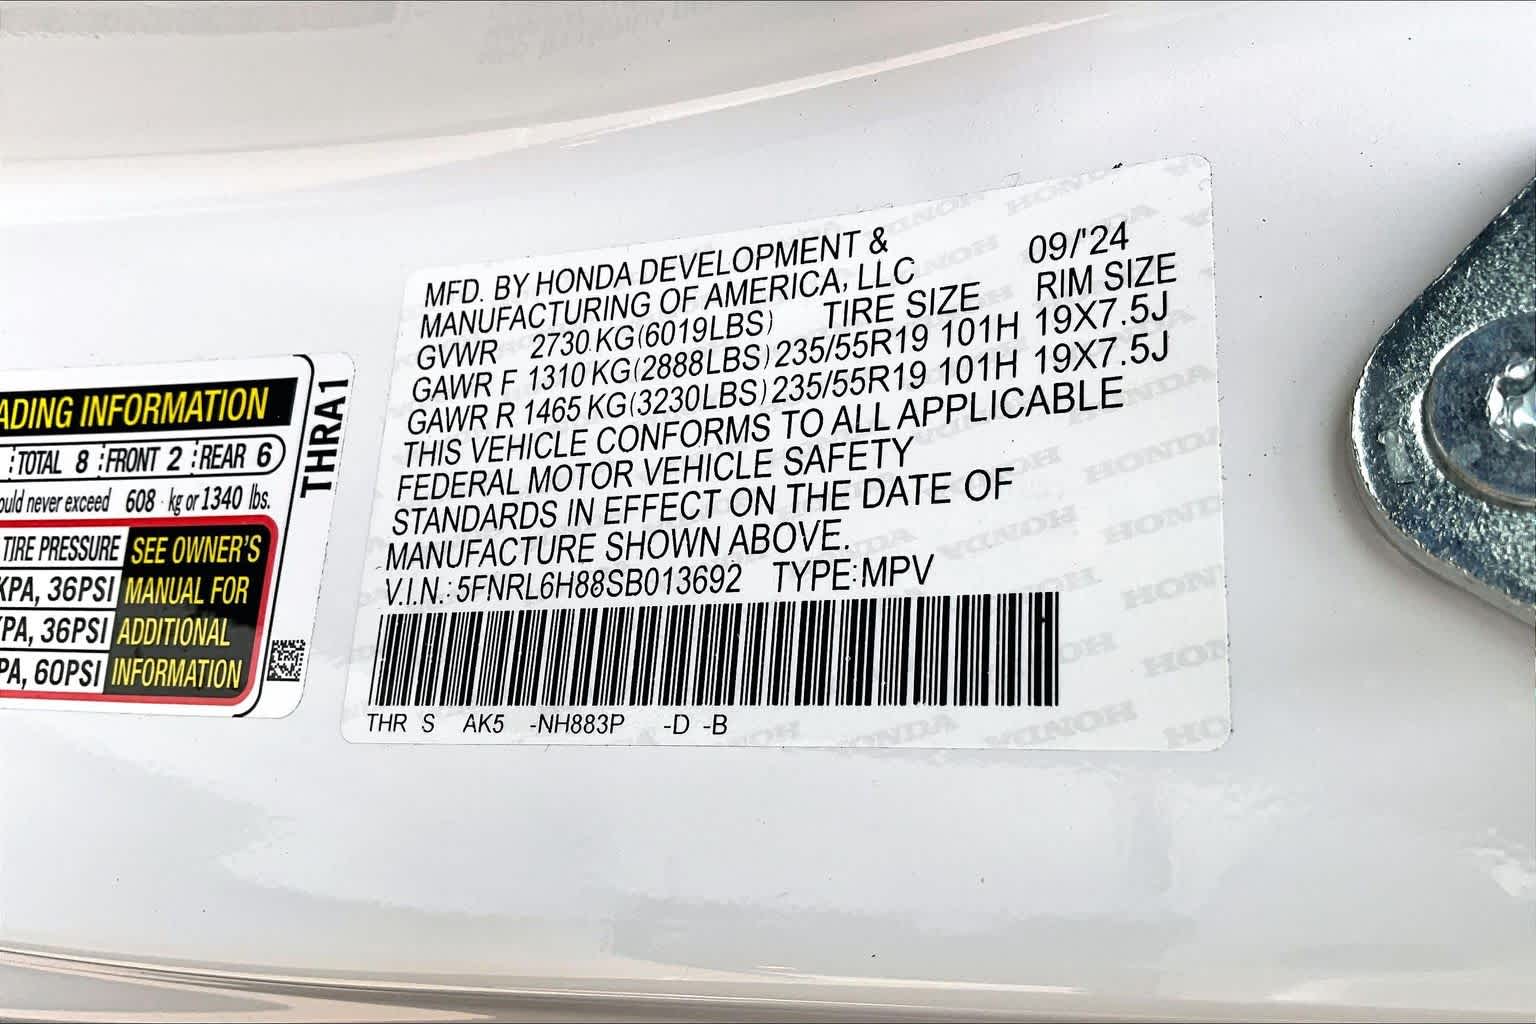 ADING INFORMATION
TOTAL 8 FRONT 2 REAR 6
ould never exceed 608 kg or 1340 lbs.
TIRE PRESSURE
KPA, 36PSI
PA, 36PSI
PA, 60PSI
SEE OWNER'S
MANUAL FOR
ADDITIONAL
INFORMATION
THRA1
MFD. BY HONDA DEVELOPMENT &
MANUFACTURING OF AMERICA, LLC 09/'24
GVWR 2730 KG(6019LBS) TIRE SIZE RIM SIZE
GAWR F 1310 KG(2888LBS) 235/55R19 101H 19X7.5J
GAWR R 1465 KG(3230LBS) 235/55R19 101H 19X7.5J
THIS VEHICLE CONFORMS TO ALL APPLICABLE
FEDERAL MOTOR VEHICLE SAFETY
STANDARDS IN EFFECT ON THE DATE OF
MANUFACTURE SHOWN ABOVE.
V.I.N.: 5FNRL6H88SB013692 TYPE:MPV
THR S AK5 -NH883P -D -B